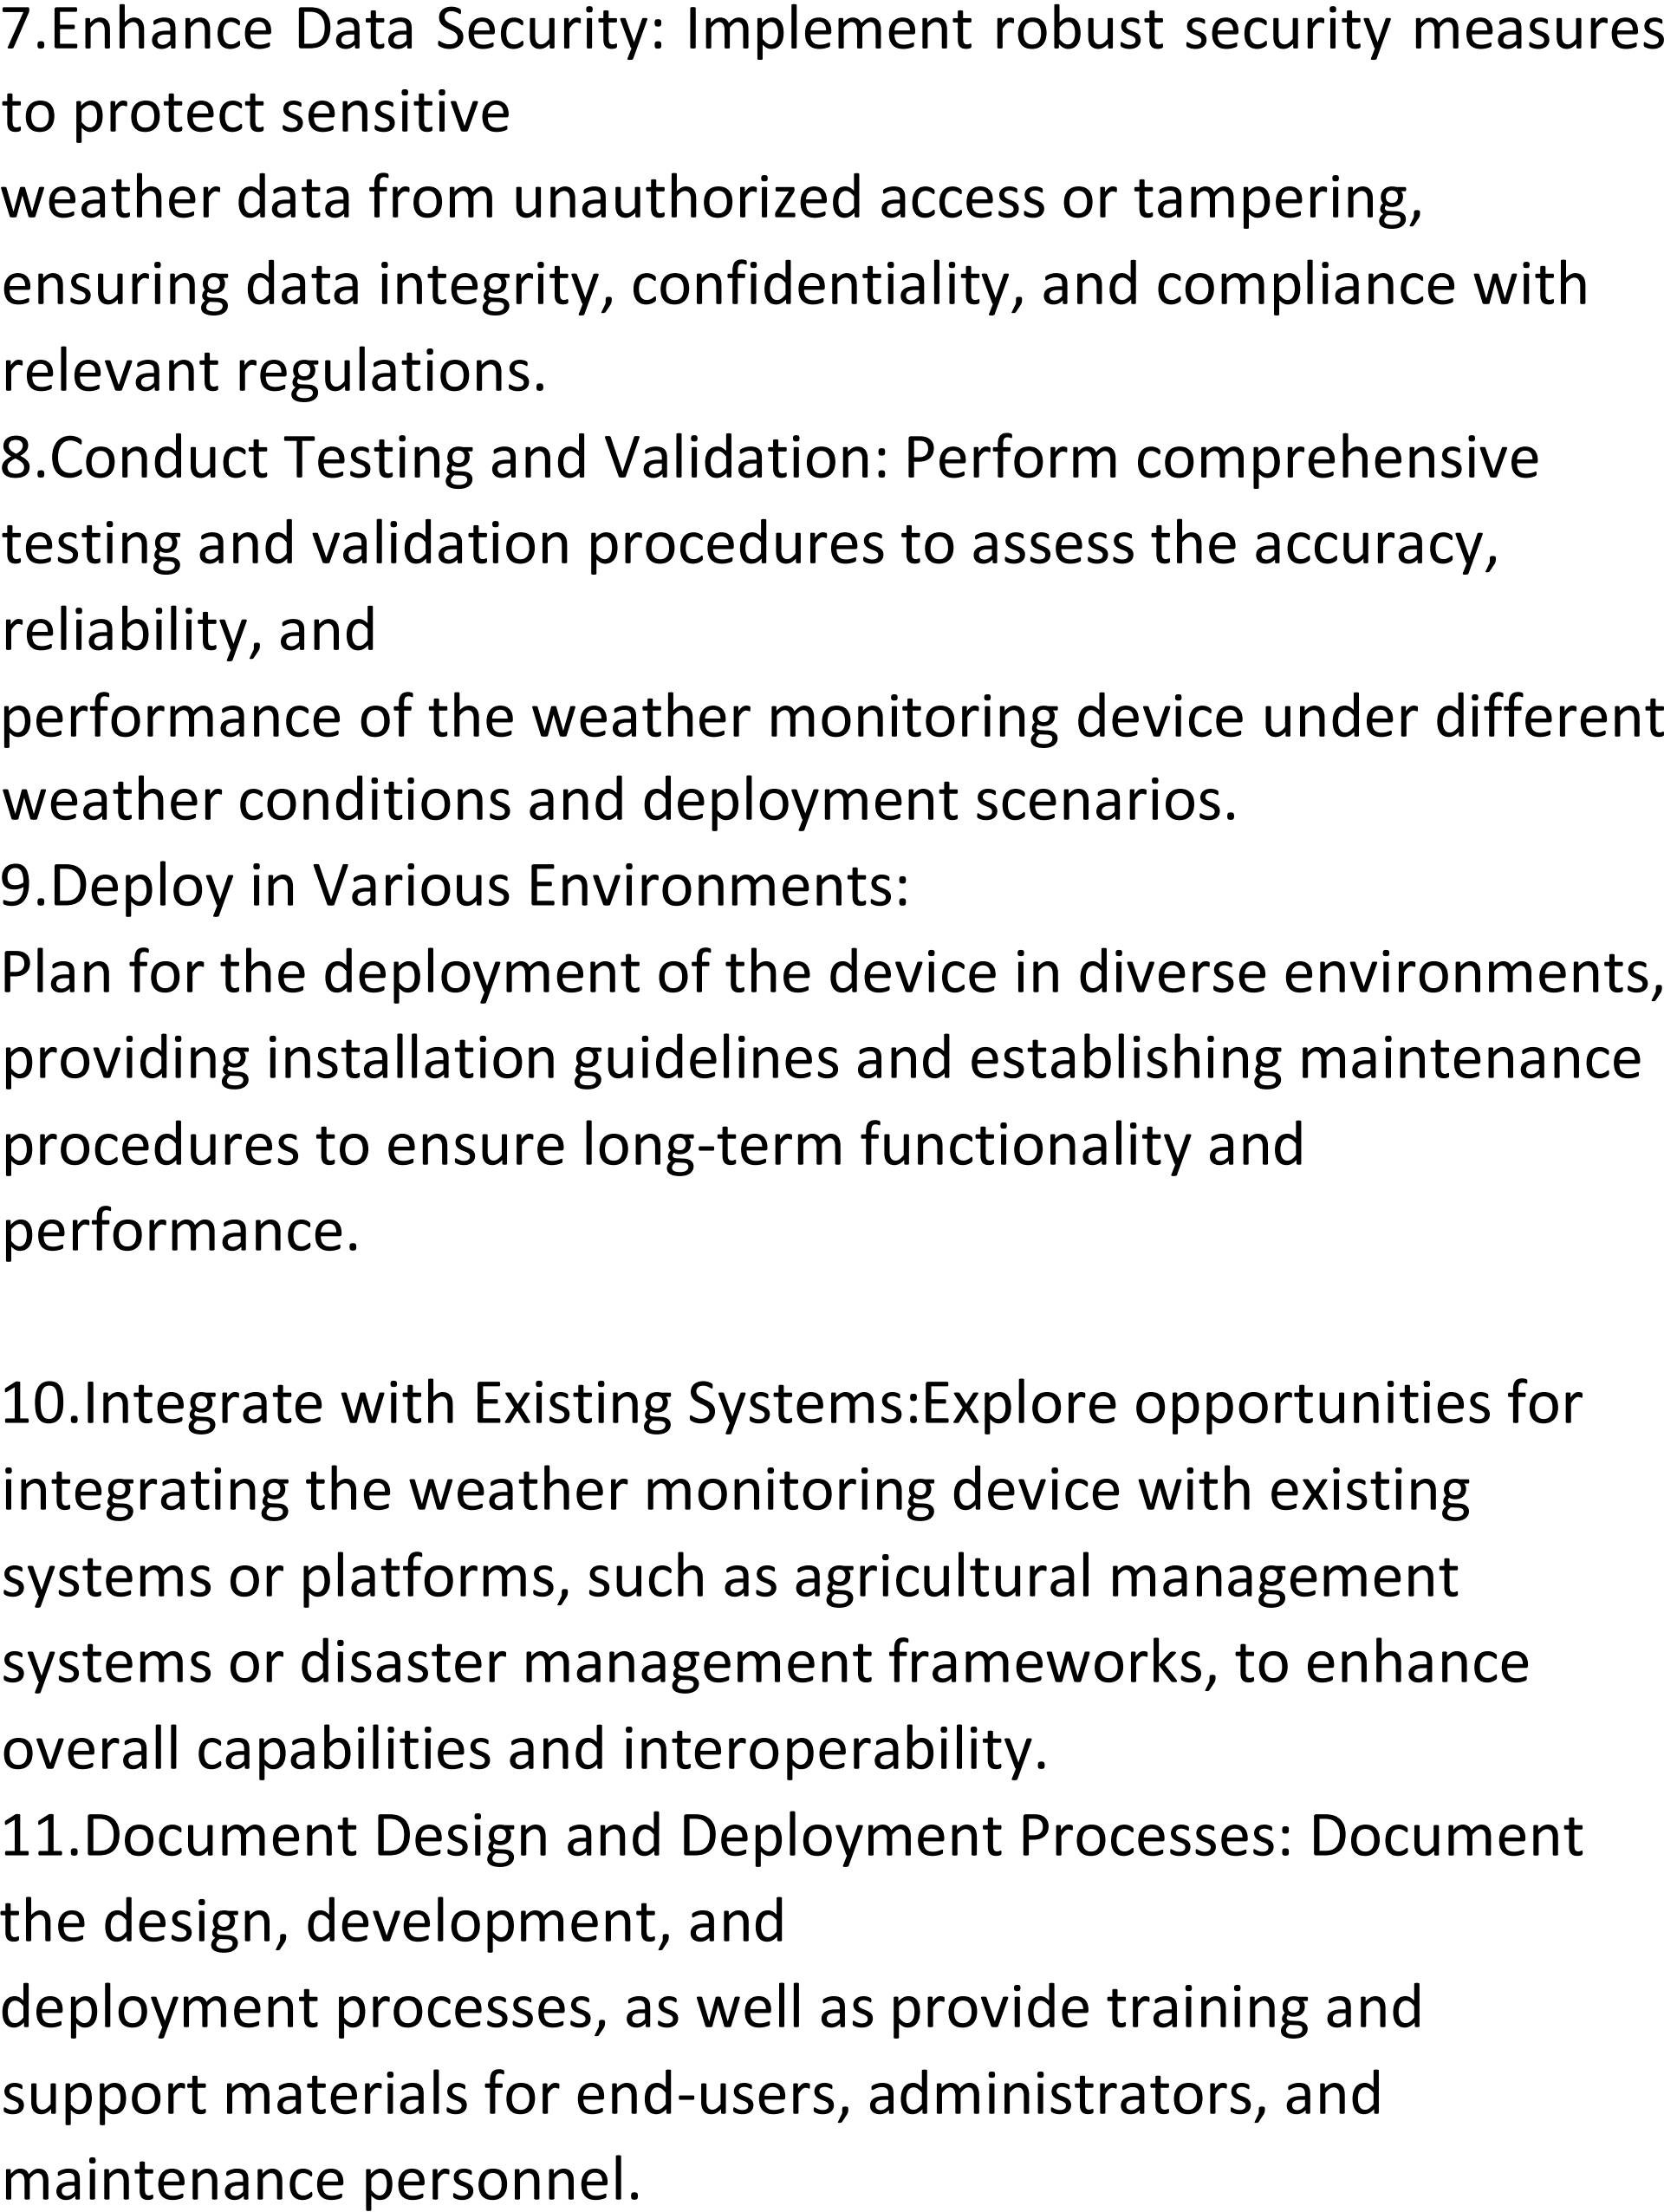 7.Enhance Data Security: Implement robust security measures
to protect sensitive
weather data from unauthorized access or tampering,
ensuring data integrity, confidentiality, and compliance with
relevant regulations.
8.Conduct Testing and Validation: Perform comprehensive
testing and validation procedures to assess the accuracy,
reliability, and
performance of the weather monitoring device under different
weather conditions and deployment scenarios.
9.Deploy in Various Environments:
Plan for the deployment of the device in diverse environments,
providing installation guidelines and establishing maintenance
procedures to ensure long-term functionality and
performance.
10.Integrate with Existing Systems:Explore opportunities for
integrating the weather monitoring device with existing
systems or platforms, such as agricultural management
systems or disaster management frameworks, to enhance
overall capabilities and interoperability.
11.Document Design and Deployment Processes: Document
the design, development, and
deployment processes, as well as provide training and
support materials for end-users, administrators, and
maintenance personnel.